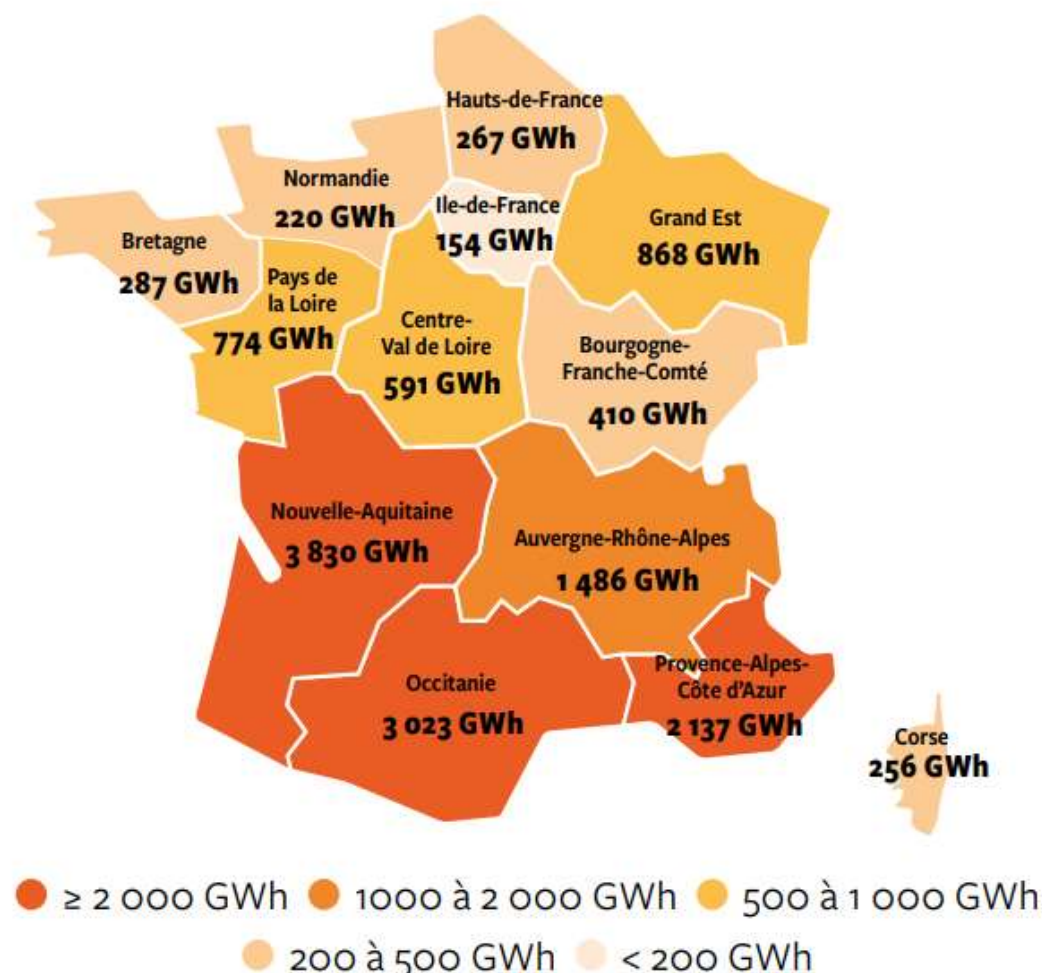 Hauts-de-France
267 GWh
Normandie
220 GWh
Ile-de-France
154 GWh
Grand Est
868 GWh
Bretagne
287 GWh
Pays de
la Loire
774 GWh
Centre-
Val de Loire
591 GWh
Bourgogne-
Franche-Comté
410 GWh
Nouvelle-Aquitaine
3 830 GWh
Auvergne-Rhône-Alpes
1 486 GWh
Occitanie
3 023 GWh
Provence-Alpes-
Côte d'Azur
2 137 GWh
Corse
256 GWh
≥ 2 000 GWh 1000 à 2 000 GWh 500 à 1 000 GWh
200 à 500 GWh < 200 GWh